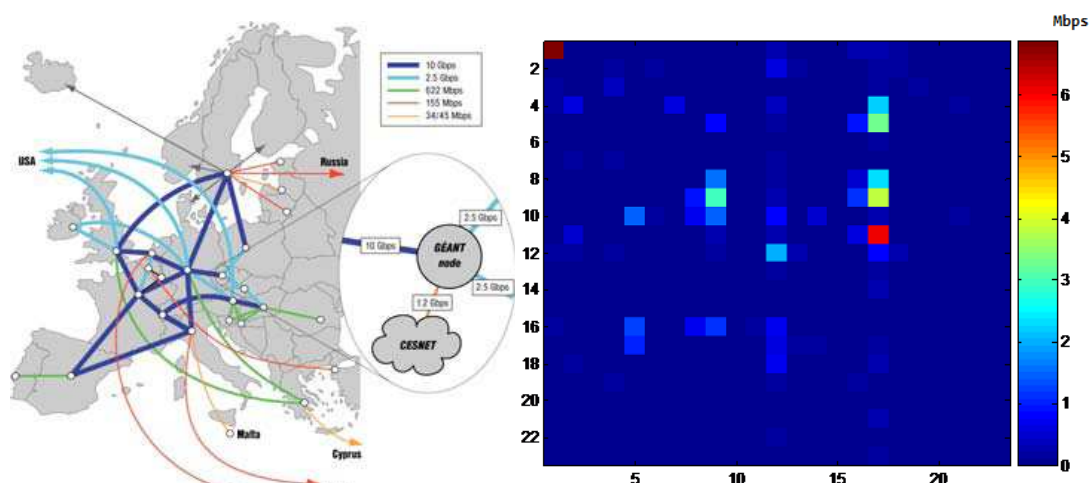 10 Gbps
2.5 Gbps
622 Mbps
155 Mbps
34/45 Mbps
USA
Russia
2.5 Gbps
10 Gbps
GÉANT
node
2.5 Gbps
1.2 Gbps
CESNET
Malta
Cyprus
Mbps
2
4
6
8
10
12
14
16
18
20
22
5
10
15
20
6
5
4
3
2
1
0